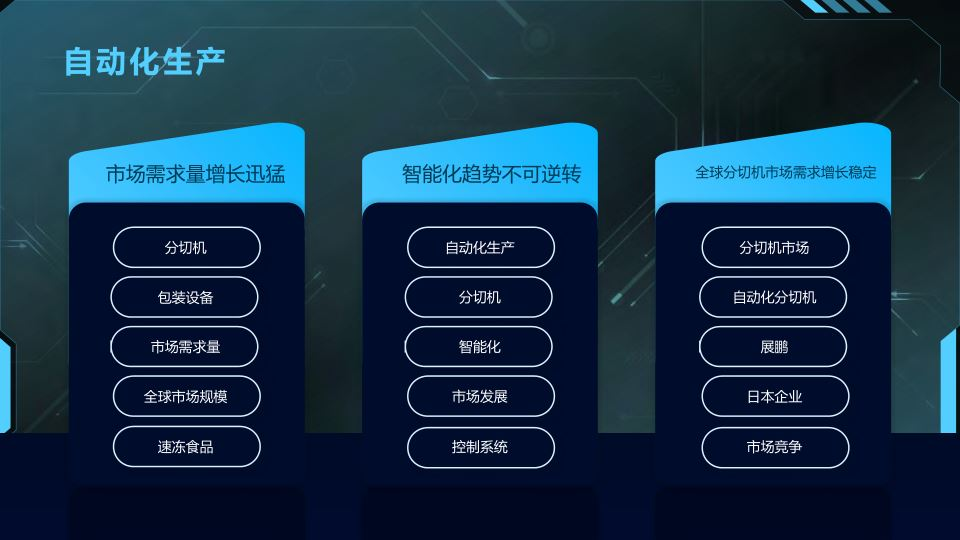 自动化生产
市场需求量增长迅猛
分切机
包装设备
市场需求量
全球市场规模
速冻食品
智能化趋势不可逆转
自动化生产
分切机
智能化
市场发展
控制系统
全球分切机市场需求增长稳定
分切机市场
自动化分切机
展鹏
日本企业
市场竞争